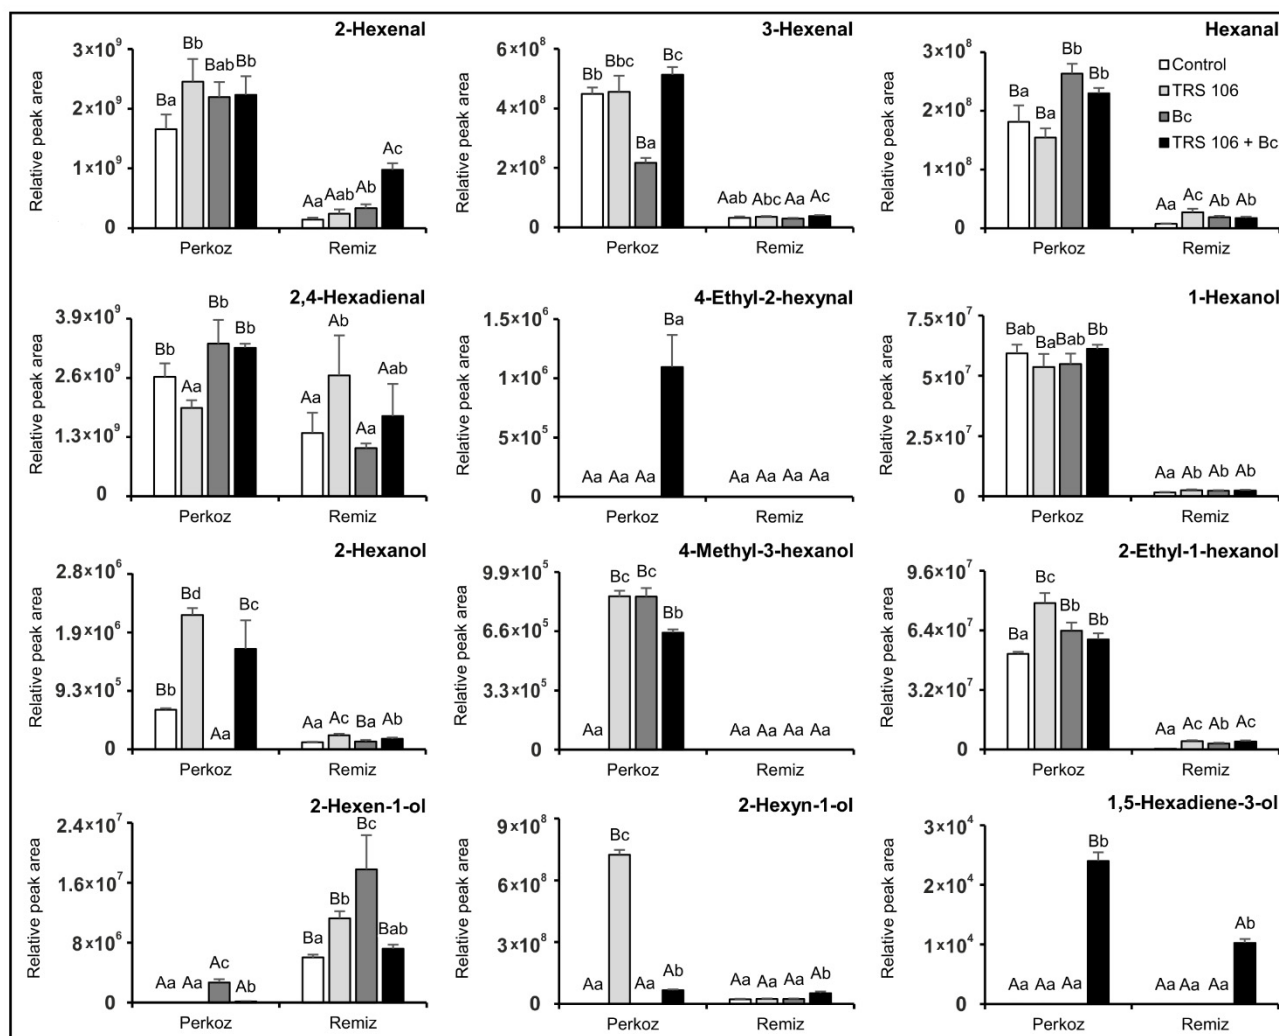 2-Hexenal
Relative peak area
3×10⁹
2×10⁹
1×10⁹
0
Ba Bb Bab Bb
Aa Aab Ab Ac
Perkoz Remiz
3-Hexenal
Relative peak area
6×10⁸
4×10⁸
2×10⁸
0
Bb Bbc Ba Bc
Aab Abc Aa Ac
Perkoz Remiz
Hexanal
Relative peak area
3×10⁸
2×10⁸
1×10⁸
0
Ba Ba Bb Bb
Aa Ac Ab Ab
Perkoz Remiz
Control
TRS 106
Bc
TRS 106 + Bc
2,4-Hexadienal
Relative peak area
3.9×10⁹
2.6×10⁹
1.3×10⁹
0
Bb Aa Bb Bb
Aa Ab Aa Aab
Perkoz Remiz
4-Ethyl-2-hexynal
Relative peak area
1.5×10⁶
1×10⁶
5×10⁵
0
Aa Aa Aa Ba
Aa Aa Aa Aa
Perkoz Remiz
1-Hexanol
Relative peak area
7.5×10⁷
5×10⁷
2.5×10⁷
0
Bab Ba Bab Bb
Aa Ab Ab Ab
Perkoz Remiz
2-Hexanol
Relative peak area
2.8×10⁶
1.9×10⁶
9.3×10⁵
0
Bb Bd Aa Bc
Aa Ac Ba Ab
Perkoz Remiz
4-Methyl-3-hexanol
Relative peak area
9.9×10⁵
6.6×10⁵
3.3×10⁵
0
Aa Bc Bc Bb
Aa Aa Aa Aa
Perkoz Remiz
2-Ethyl-1-hexanol
Relative peak area
9.6×10⁷
6.4×10⁷
3.2×10⁷
0
Ba Bc Bb Bb
Aa Ac Ab Ac
Perkoz Remiz
2-Hexen-1-ol
Relative peak area
2.4×10⁷
1.6×10⁷
8×10⁶
0
Aa Aa Ac Ab
Ba Bb Bc Bab
Perkoz Remiz
2-Hexyn-1-ol
Relative peak area
9×10⁸
6×10⁸
3×10⁸
0
Aa Bc Aa Ab
Aa Aa Aa Ab
Perkoz Remiz
1,5-Hexadiene-3-ol
Relative peak area
3×10⁴
2×10⁴
1×10⁴
0
Aa Aa Aa Bb
Aa Aa Aa Ab
Perkoz Remiz